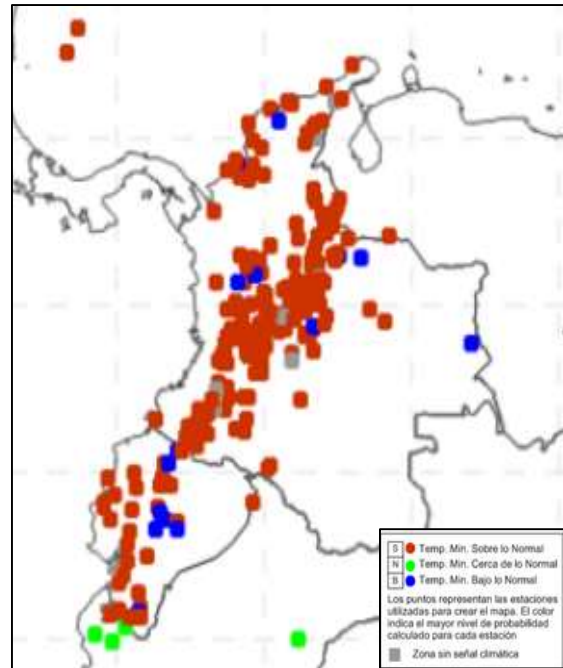 S Temp. Min. Sobre lo Normal
N Temp. Min. Cerca de lo Normal
B Temp. Min. Bajo lo Normal
Los puntos representan las estaciones
utilizadas para crear el mapa. El color
indica el mayor nivel de probabilidad
calculado para cada estación
Zona sin señal climática